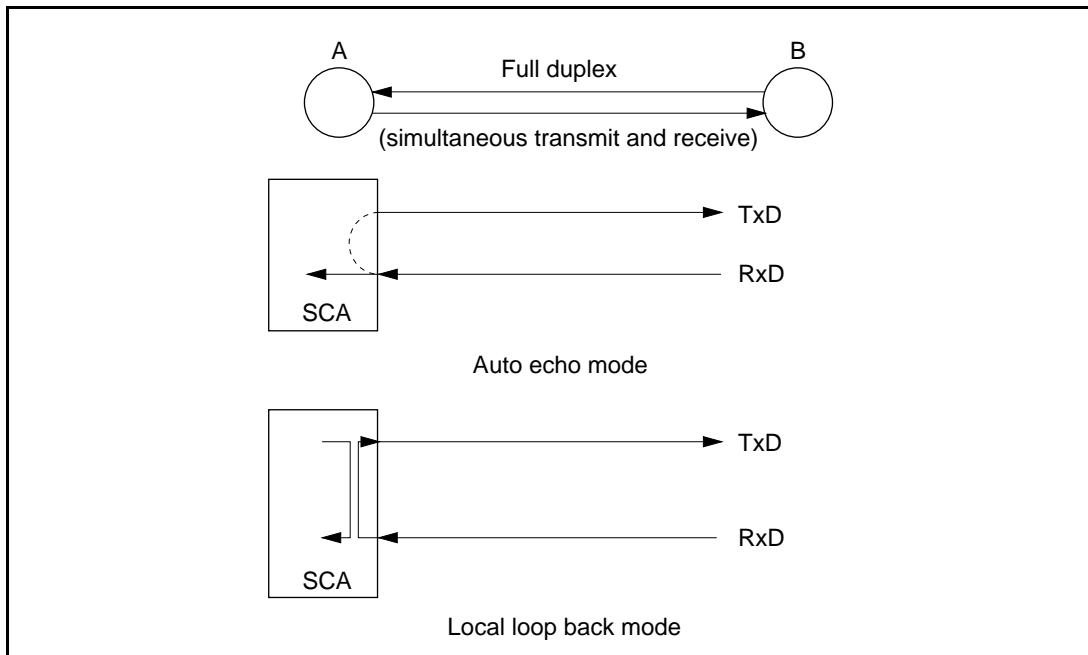 A
B
Full duplex
(simultaneous transmit and receive)
TxD
RxD
SCA
Auto echo mode
TxD
RxD
SCA
Local loop back mode